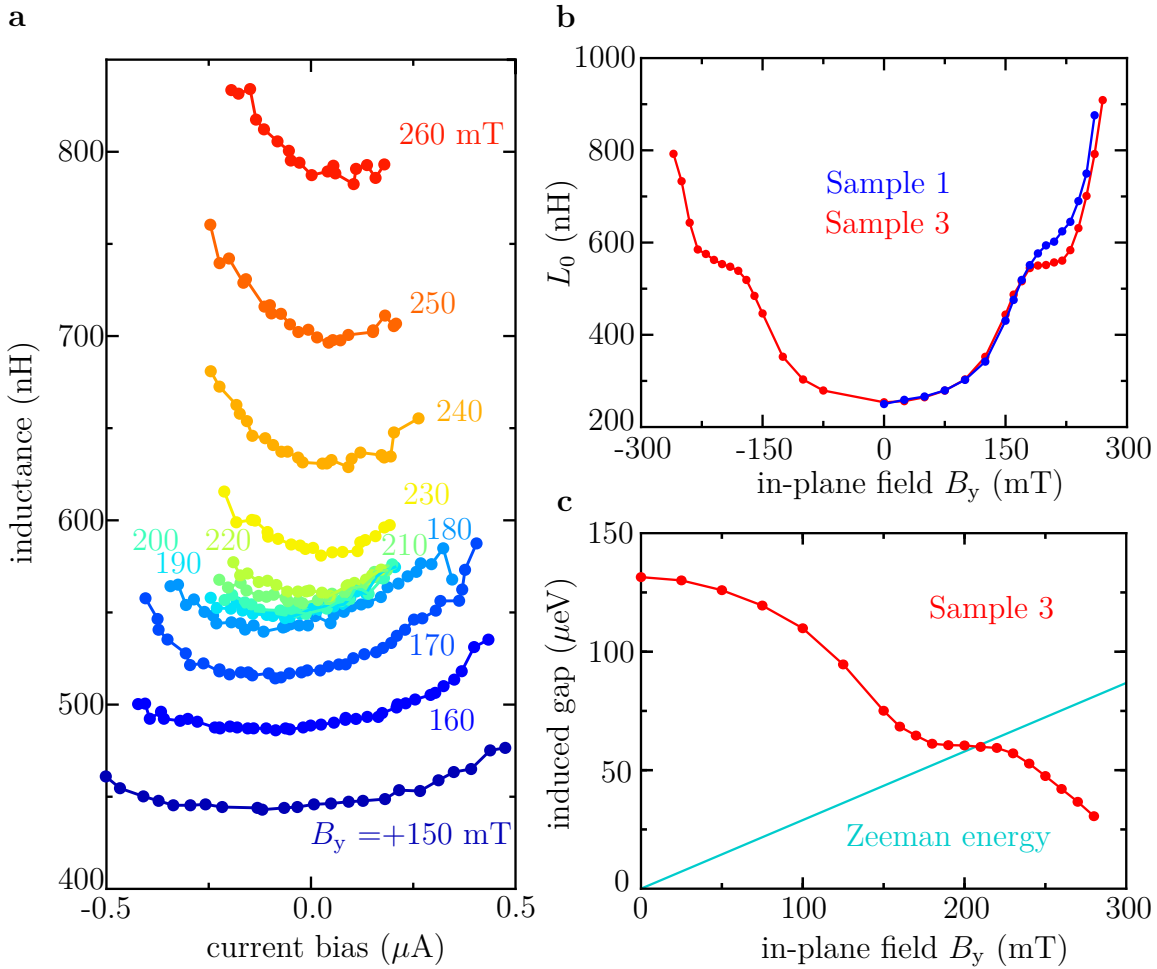 a
inductance (nH)
800
700
600
500
400
-0.5
0.0
0.5
current bias (μA)
260 mT
250
240
230
200
220
180
190
210
170
160
B_y =+150 mT
b
L_0 (nH)
1000
800
600
400
200
-300
-150
0
150
300
in-plane field B_y (mT)
Sample 1
Sample 3
c
induced gap (μeV)
150
100
50
0
0
100
200
300
in-plane field B_y (mT)
Sample 3
Zeeman energy